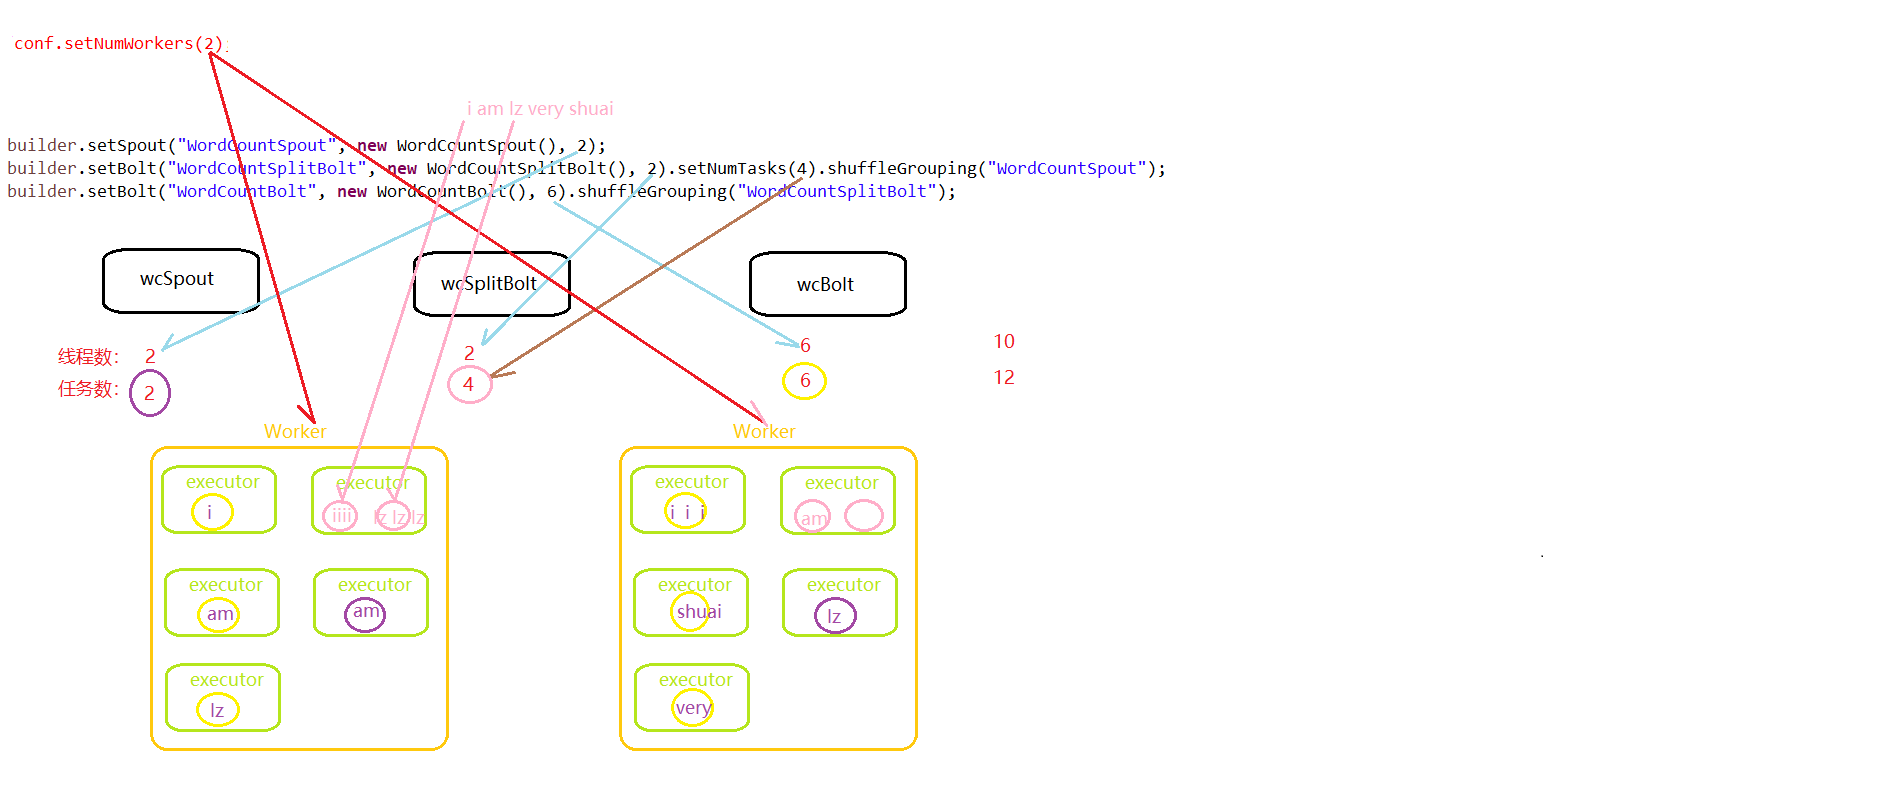 conf.setNumWorkers(2);
i am lz very shuai
builder.setSpout("WordCountSpout", new WordCountSpout(), 2);
builder.setBolt("WordCountSplitBolt", new WordCountSplitBolt(), 2).setNumTasks(4).shuffleGrouping("WordCountSpout");
builder.setBolt("WordCountBolt", new WordCountBolt(), 6).shuffleGrouping("WordCountSplitBolt");
wcSpout wcSplitBolt wcBolt
线程数: 2 2 6 10
任务数: 2 4 6 12
Worker Worker
executor executor executor executor
i iiii lz lz lz i i i am
executor executor executor executor
am am shuai lz
executor executor
lz very